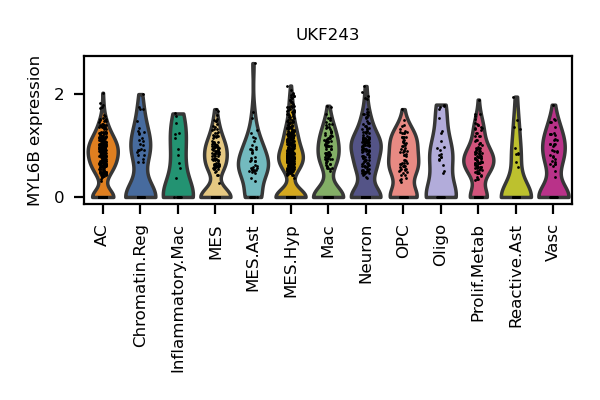 UKF243
MYL6B expression
2
0
AC
Chromatin.Reg
Inflammatory.Mac
MES
MES.Ast
MES.Hyp
Mac
Neuron
OPC
Oligo
Prolif.Metab
Reactive.Ast
Vasc